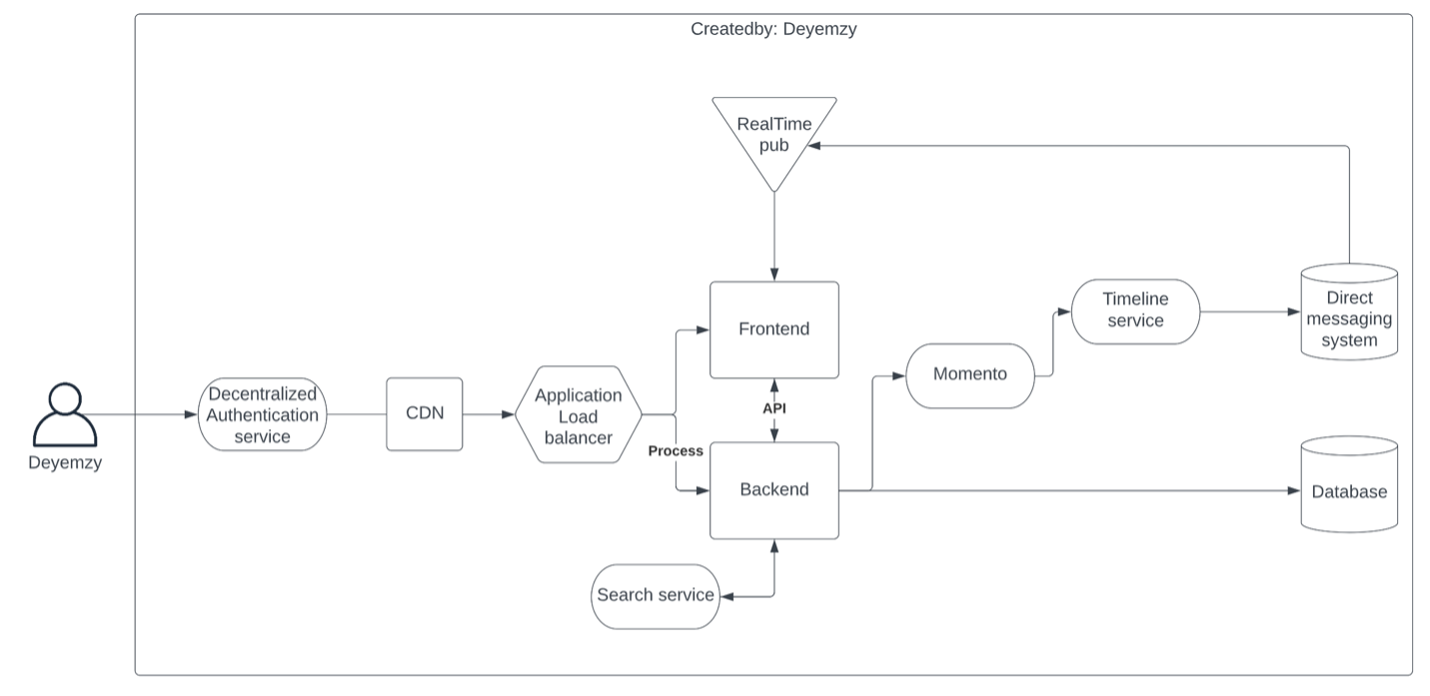 Createdby: Deyemzy
RealTime
pub
Frontend
API
Timeline
service
Direct
messaging
system
Momento
Deyemzy
Decentralized
Authentication
service
CDN
Application
Load
balancer
Process
Backend
Database
Search service